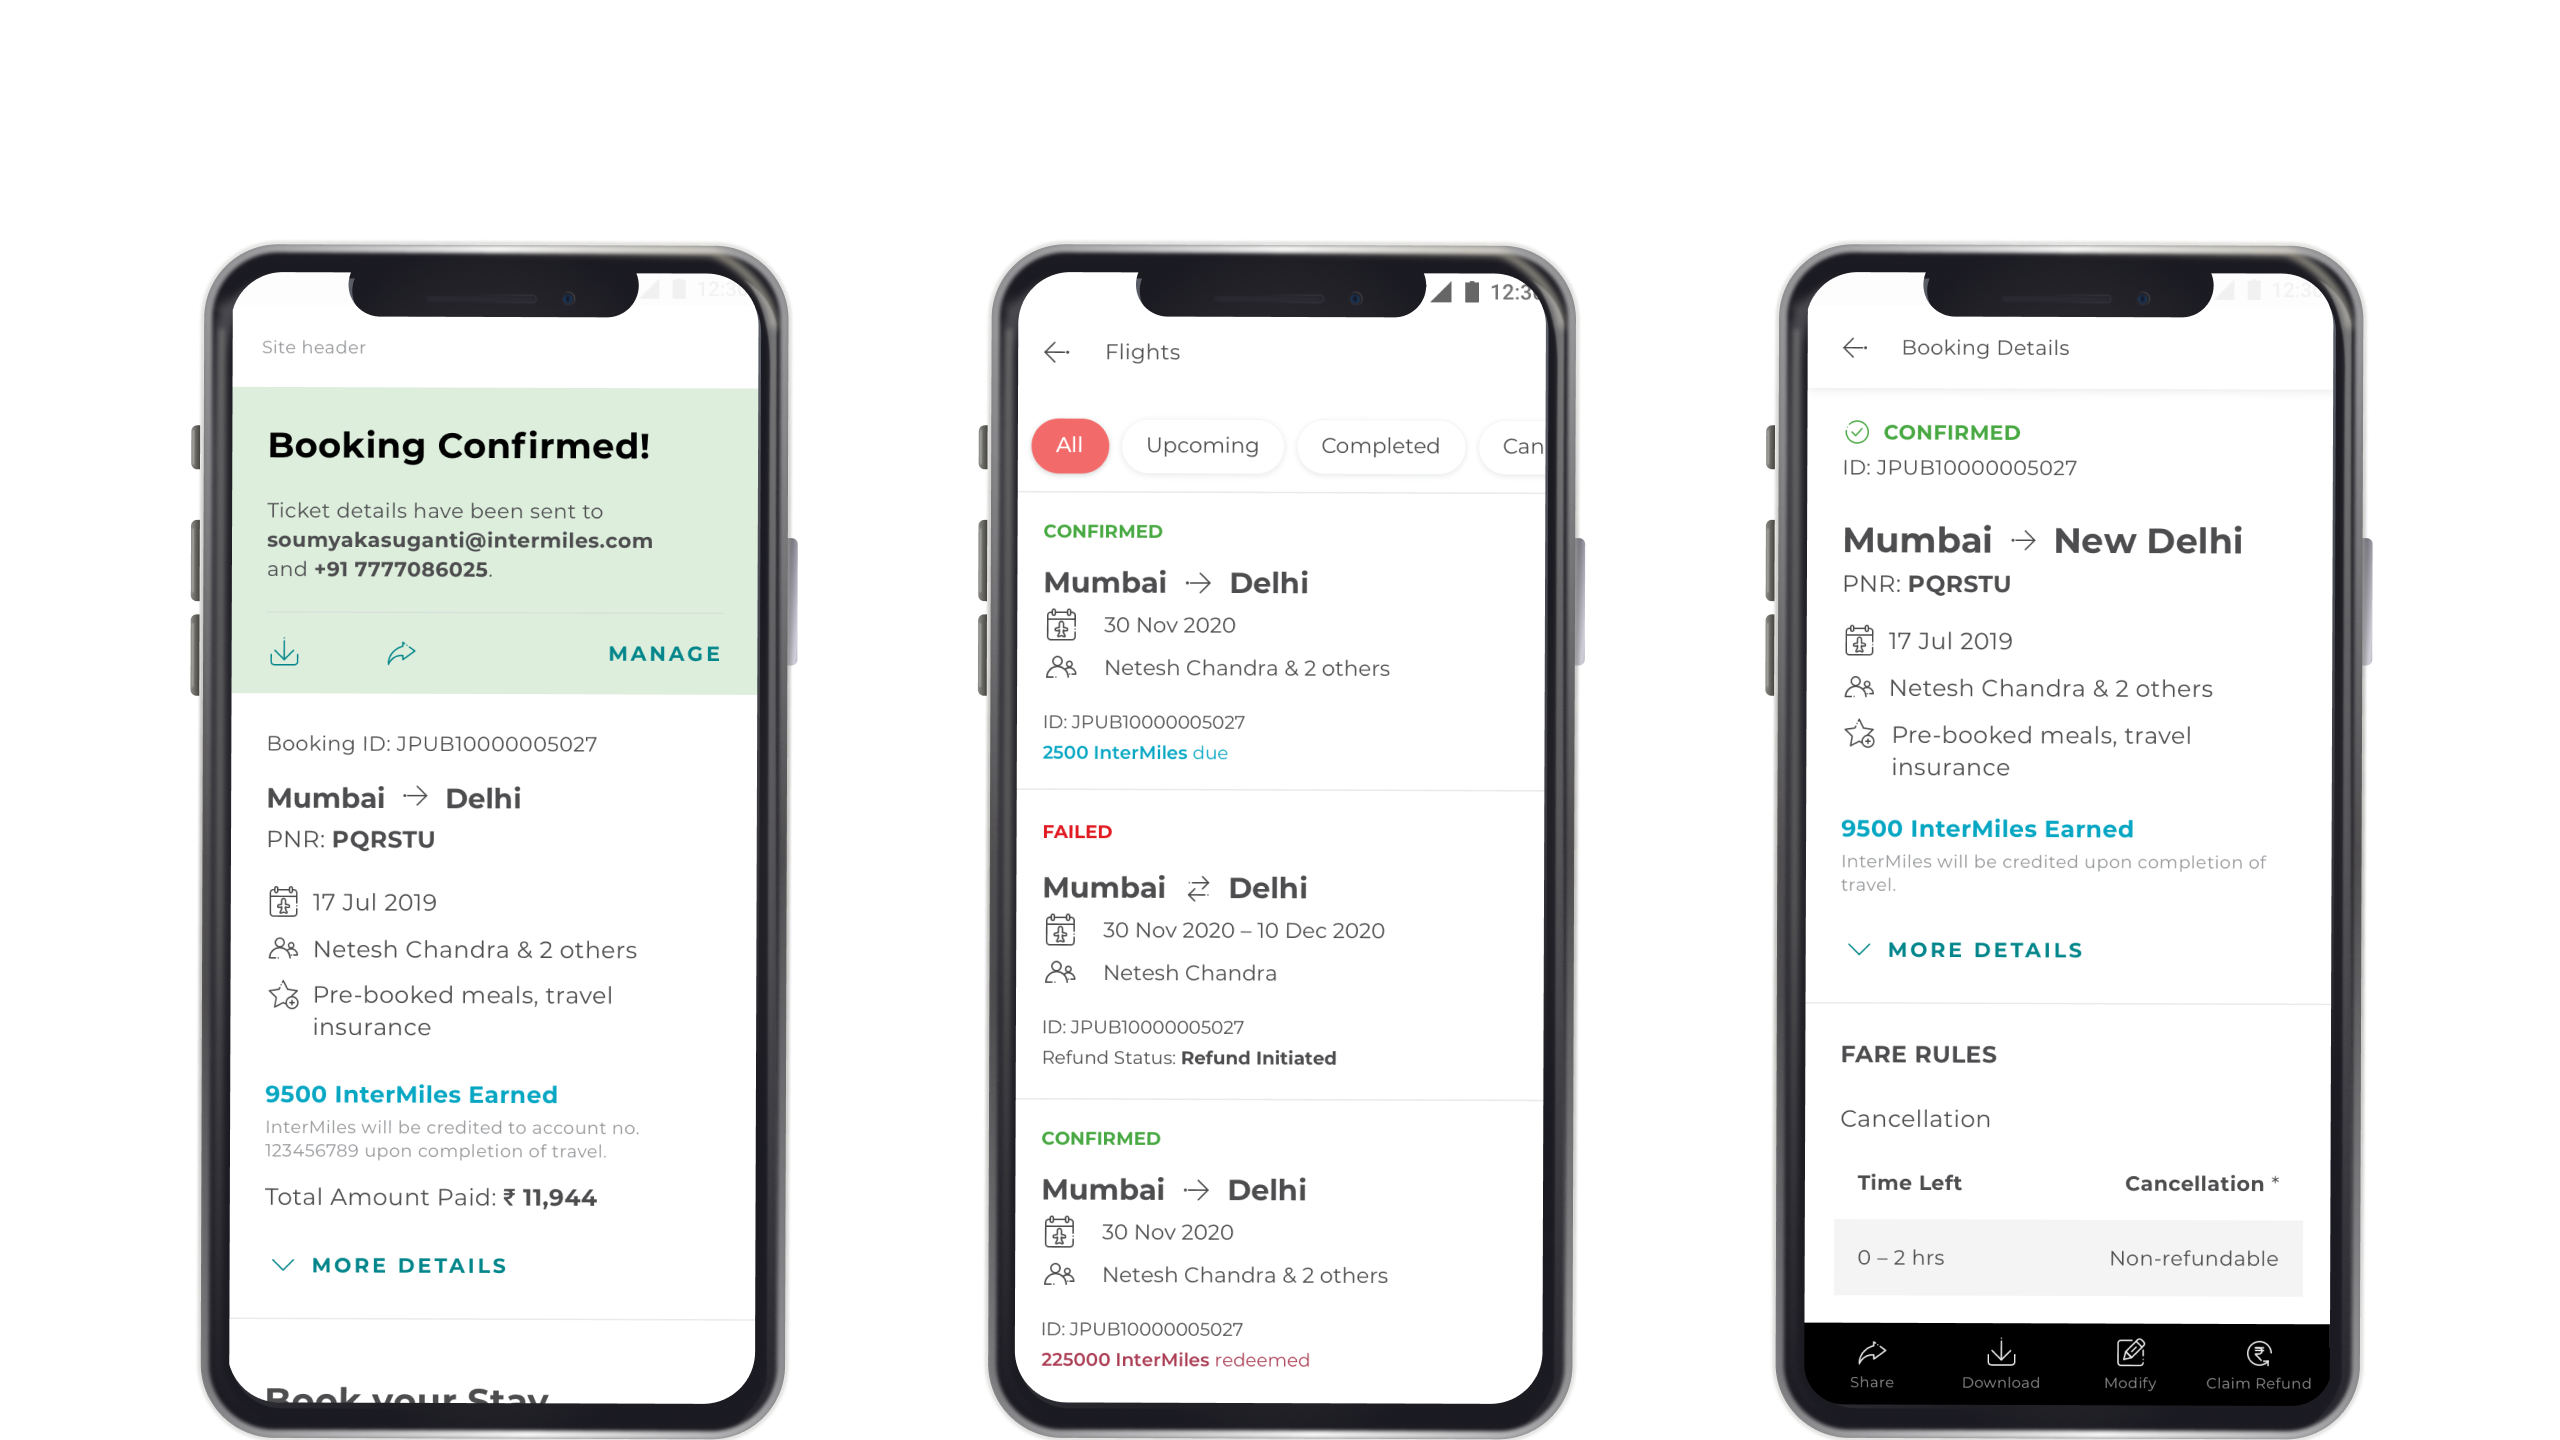 12:30
Site header
Booking Confirmed!
Ticket details have been sent to
soumyakasuganti@intermiles.com
and +91 7777086025.
MANAGE
Booking ID: JPUB10000005027
Mumbai → Delhi
PNR: PQRSTU
17 Jul 2019
Netesh Chandra & 2 others
Pre-booked meals, travel
insurance
9500 InterMiles Earned
InterMiles will be credited to account no.
123456789 upon completion of travel.
Total Amount Paid: ₹ 11,944
MORE DETAILS
Book your Stay
12:30
Flights
All Upcoming Completed Can
CONFIRMED
Mumbai → Delhi
30 Nov 2020
Netesh Chandra & 2 others
ID: JPUB10000005027
2500 InterMiles due
FAILED
Mumbai ⇄ Delhi
30 Nov 2020 – 10 Dec 2020
Netesh Chandra
ID: JPUB10000005027
Refund Status: Refund Initiated
CONFIRMED
Mumbai → Delhi
30 Nov 2020
Netesh Chandra & 2 others
ID: JPUB10000005027
225000 InterMiles redeemed
12:30
Booking Details
CONFIRMED
ID: JPUB10000005027
Mumbai → New Delhi
PNR: PQRSTU
17 Jul 2019
Netesh Chandra & 2 others
Pre-booked meals, travel
insurance
9500 InterMiles Earned
InterMiles will be credited upon completion of
travel.
MORE DETAILS
FARE RULES
Cancellation
Time Left Cancellation *
0 – 2 hrs Non-refundable
Share Download Modify Claim Refund